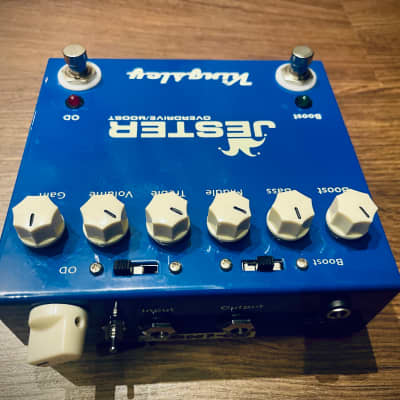 Input
Output
Boost
OD
Boost
Bass
Middle
Treble
Volume
Gain
JESTER
OVERDRIVE/BOOST
Boost
OD
Kingsley